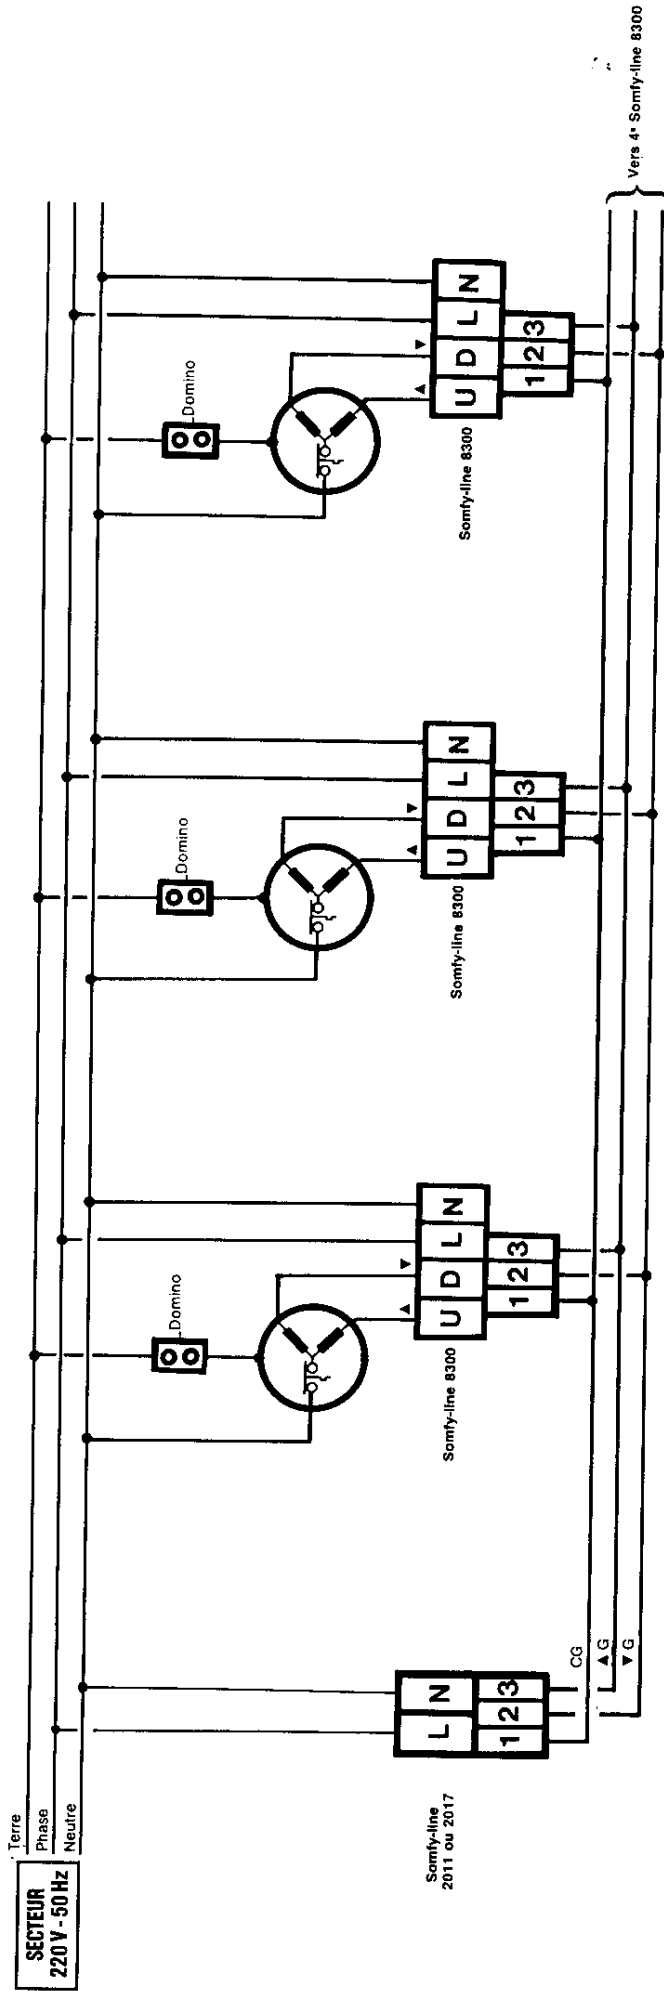 SECTEUR
220 V - 50 Hz
Terre
Phase
Neutre
Domino
Domino
Domino
L N
1 2 3
Somfy-line
2011 ou 2017
U D L N
1 2 3
Somfy-line 8300
U D L N
1 2 3
Somfy-line 8300
U D L N
1 2 3
Somfy-line 8300
CG
▲ G
▼ G
Vers 4e Somfy-line 8300